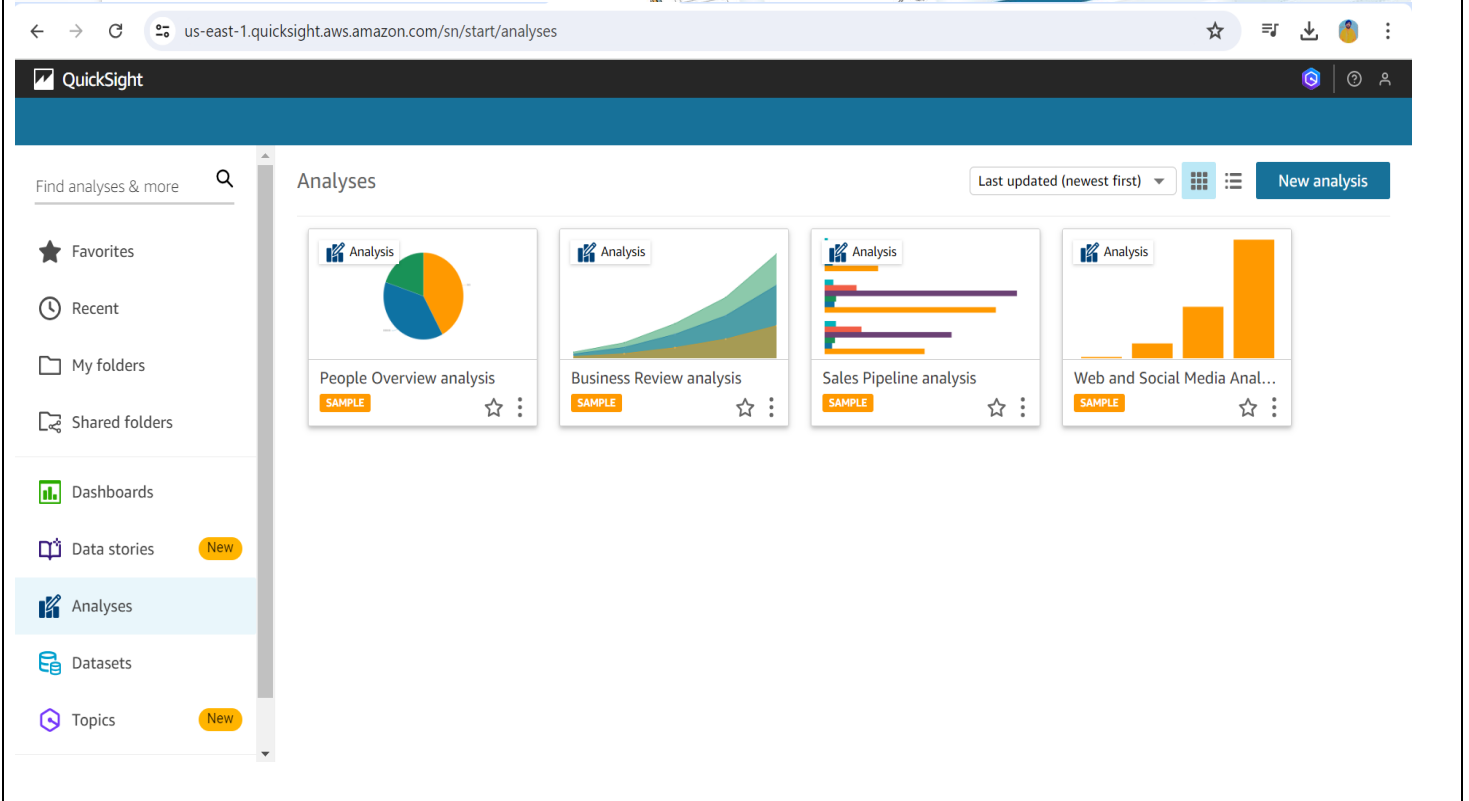 us-east-1.quicksight.aws.amazon.com/sn/start/analyses
QuickSight
Find analyses & more
Favorites
Recent
My folders
Shared folders
Dashboards
Data stories New
Analyses
Datasets
Topics New
Analyses
Last updated (newest first)
New analysis
Analysis
People Overview analysis
SAMPLE
Analysis
Business Review analysis
SAMPLE
Analysis
Sales Pipeline analysis
SAMPLE
Analysis
Web and Social Media Anal...
SAMPLE